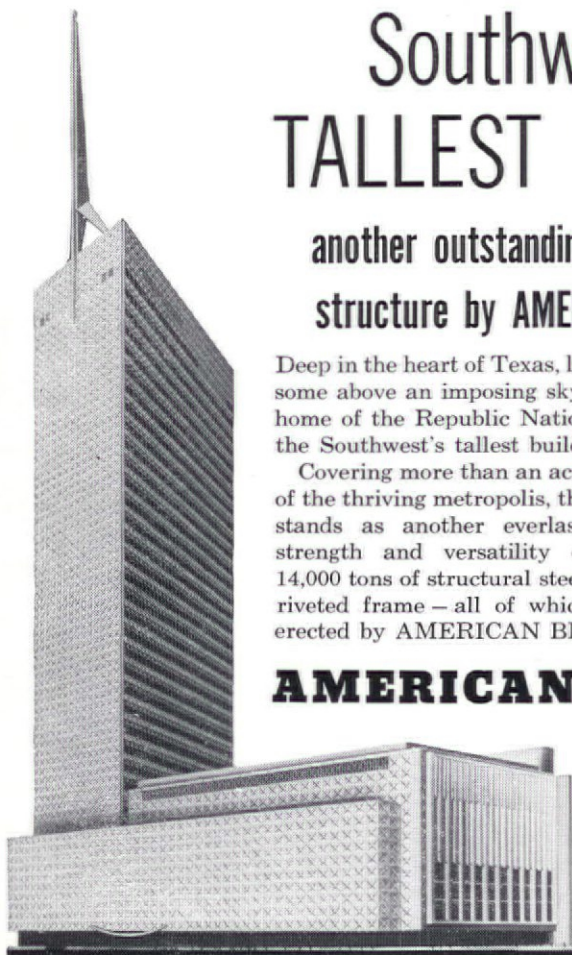 Southw
TALLEST
another outstandin
structure by AME
Deep in the heart of Texas, l
some above an imposing sky
home of the Republic Natio
the Southwest's tallest build
Covering more than an ac
of the thriving metropolis, th
stands as another everlas
strength and versatility
14,000 tons of structural stee
riveted frame – all of whic
erected by AMERICAN BR
AMERICAN